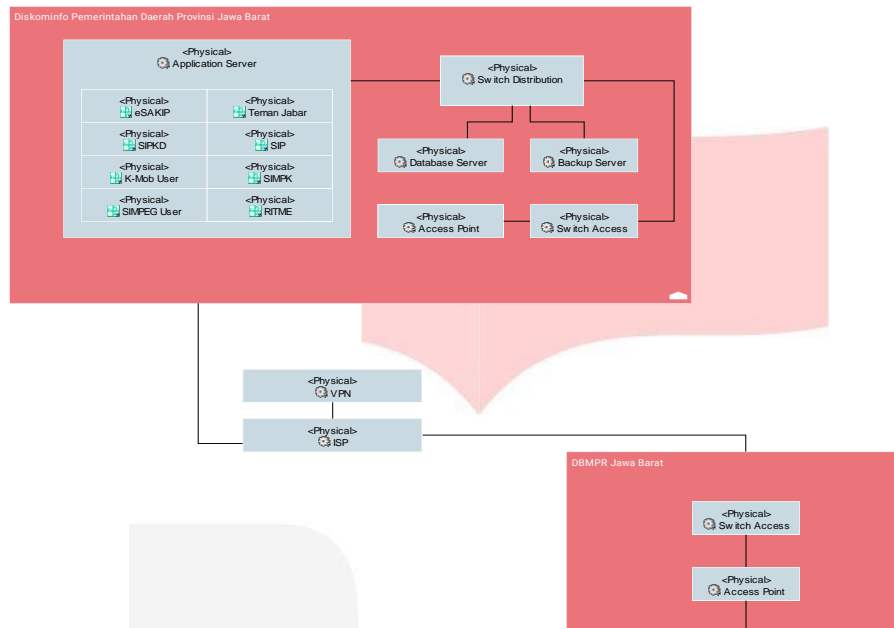 Diskominfo Pemerintahan Daerah Provinsi Jawa Barat
<Physical>
Application Server
<Physical>
eSAKIP
<Physical>
Teman Jabar
<Physical>
SIPKD
<Physical>
SIP
<Physical>
K-Mob User
<Physical>
SIMPK
<Physical>
SIMPEG User
<Physical>
RITME
<Physical>
Switch Distribution
<Physical>
Database Server
<Physical>
Backup Server
<Physical>
Access Point
<Physical>
Switch Access
<Physical>
VPN
<Physical>
ISP
DBMPR Jawa Barat
<Physical>
Switch Access
<Physical>
Access Point